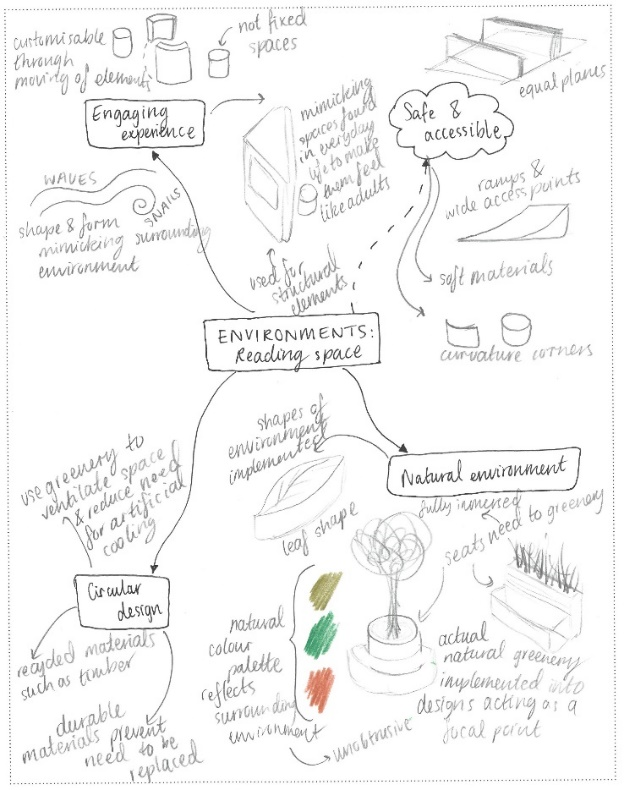 customisable
through
moving of elements
not fixed
spaces
equal planes
Engaging
experience
mimicking
spaces found
in everyday
life to make
them feel
like adults
Safe &
accessible
WAVES
SNAILS
shape & form
mimicking surrounding
environment
ramps &
wide access points
used for
structural
elements
soft materials
curvature corners
ENVIRONMENTS:
Reading space
shapes of
environment
implemented
leaf shape
Natural environment
fully immersed
seats need to greenery
use greenery to
ventilate space
& reduce need
for artificial
cooling
Circular
design
recycled materials
such as timber
durable
materials prevent
need to be
replaced
natural
colour
palette
reflects
surrounding
environment
unobtrusive
actual
natural greenery
implemented into
designs acting as a
focal point